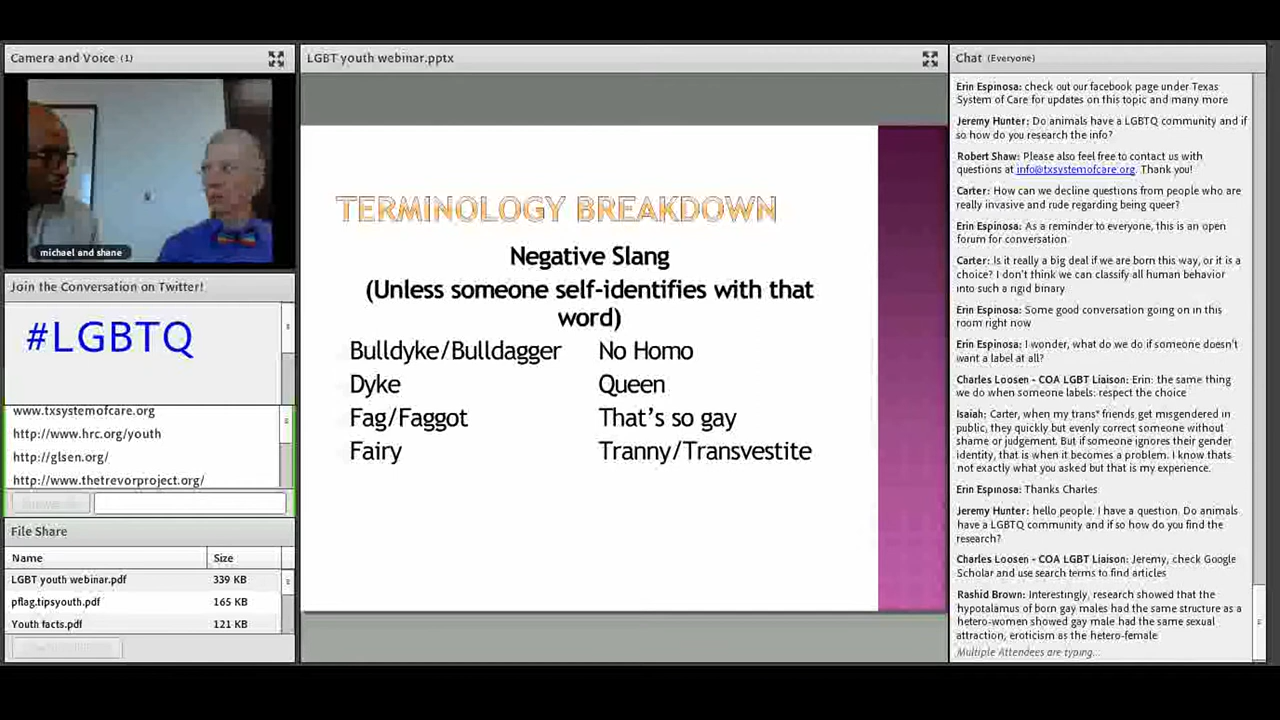 Camera and Voice (1)
michael and shane
Join the Conversation on Twitter!
#LGBTQ
www.txsystemofcare.org
http://www.hrc.org/youth
http://glsen.org/
http://www.thetrevorproject.org/
File Share
Name Size
LGBT youth webinar.pdf 339 KB
pflag.tipsyouth.pdf 165 KB
Youth facts.pdf 121 KB
LGBT youth webinar.pptx
TERMINOLOGY BREAKDOWN
Negative Slang
(Unless someone self-identifies with that
word)
Bulldyke/Bulldagger No Homo
Dyke Queen
Fag/Faggot That's so gay
Fairy Tranny/Transvestite
Chat (Everyone)
Erin Espinosa: check out our facebook page under Texas
System of Care for updates on this topic and many more
Jeremy Hunter: Do animals have a LGBTQ community and if
so how do you research the info?
Robert Shaw: Please also feel free to contact us with
questions at info@txsystemofcare.org. Thank you!
Carter: How can we decline questions from people who are
really invasive and rude regarding being queer?
Erin Espinosa: As a reminder to everyone, this is an open
forum for conversation
Carter: Is it really a big deal if we are born this way, or it is a
choice? I don't think we can classify all human behavior
into such a rigid binary
Erin Espinosa: Some good conversation going on in this
room right now
Erin Espinosa: I wonder, what do we do if someone doesn't
want a label at all?
Charles Loosen - COA LGBT Liaison: Erin: the same thing
we do when someone labels: respect the choice
Isaiah: Carter, when my trans* friends get misgendered in
public, they quickly but evenly correct someone without
shame or judgement. But if someone ignores their gender
identity, that is when it becomes a problem. I know thats
not exactly what you asked but that is my experience.
Erin Espinosa: Thanks Charles
Jeremy Hunter: hello people. I have a question. Do animals
have a LGBTQ community and if so how do you find the
research?
Charles Loosen - COA LGBT Liaison: Jeremy, check Google
Scholar and use search terms to find articles
Rashid Brown: Interestingly, research showed that the
hypotalamus of born gay males had the same structure as a
hetero-women showed gay male had the same sexual
attraction, eroticism as the hetero-female
Multiple Attendees are typing...